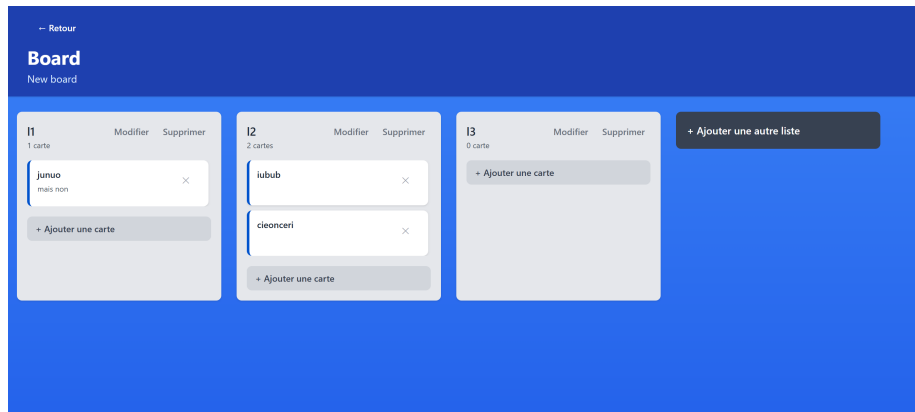 ← Retour
Board
New board
l1 Modifier Supprimer
1 carte
junuo
mais non
+ Ajouter une carte
l2 Modifier Supprimer
2 cartes
iubub
cieonceri
+ Ajouter une carte
l3 Modifier Supprimer
0 carte
+ Ajouter une carte
+ Ajouter une autre liste